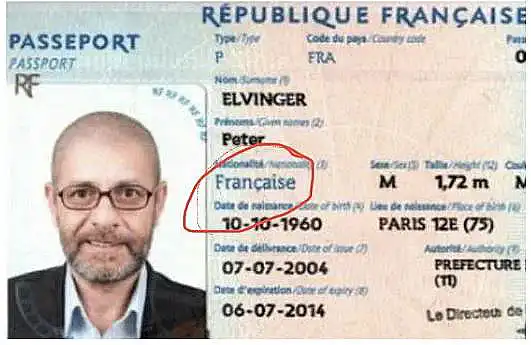 RÉPUBLIQUE FRANÇAISE
PASSEPORT
PASSPORT
RF
Type/Type Code du pays/Country code
P FRA
Nom/Surname (1)
ELVINGER
Prénoms/Given names (2)
Peter
Nationalité/Nationality (3) Sexe/Sex (5) Taille/Height (12)
Française M 1,72 m
Date de naissance/Date of birth (4) Lieu de naissance/Place of birth (6)
10-10-1960 PARIS 12E (75)
Date de délivrance/Date of issue (7) Autorité/Authority (9)
07-07-2004 PREFECTURE
(11)
Date d'expiration/Date of expiry (8)
06-07-2014 Le Directeur de